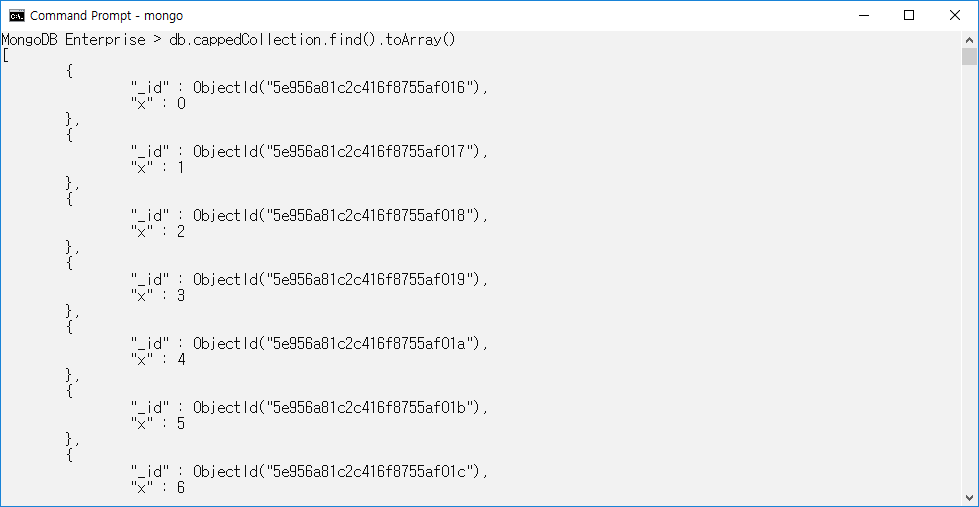 Command Prompt - mongo
MongoDB Enterprise > db.cappedCollection.find().toArray()
[
        {
                "_id" : ObjectId("5e956a81c2c416f8755af016"),
                "x" : 0
        },
        {
                "_id" : ObjectId("5e956a81c2c416f8755af017"),
                "x" : 1
        },
        {
                "_id" : ObjectId("5e956a81c2c416f8755af018"),
                "x" : 2
        },
        {
                "_id" : ObjectId("5e956a81c2c416f8755af019"),
                "x" : 3
        },
        {
                "_id" : ObjectId("5e956a81c2c416f8755af01a"),
                "x" : 4
        },
        {
                "_id" : ObjectId("5e956a81c2c416f8755af01b"),
                "x" : 5
        },
        {
                "_id" : ObjectId("5e956a81c2c416f8755af01c"),
                "x" : 6